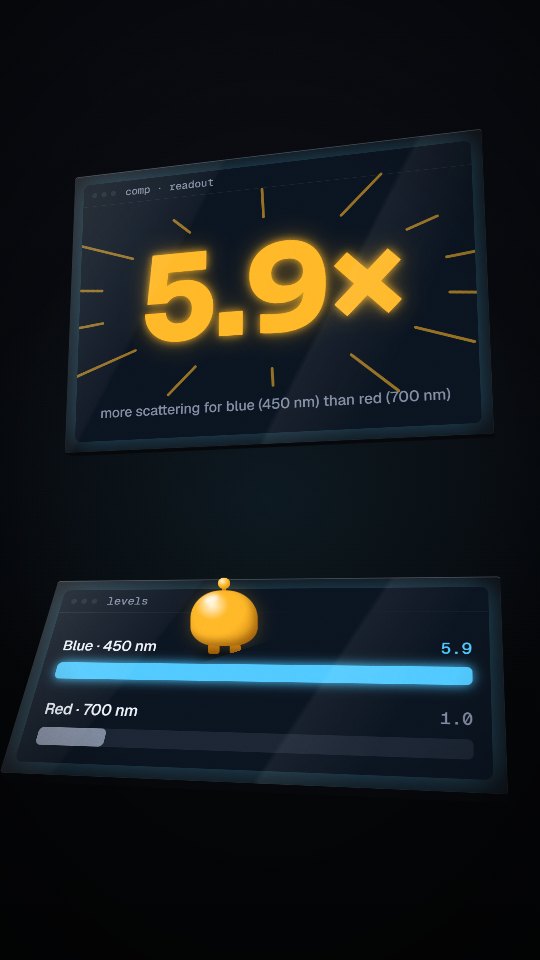 comp · readout
5.9×
more scattering for blue (450 nm) than red (700 nm)
levels
Blue · 450 nm 5.9
Red · 700 nm 1.0